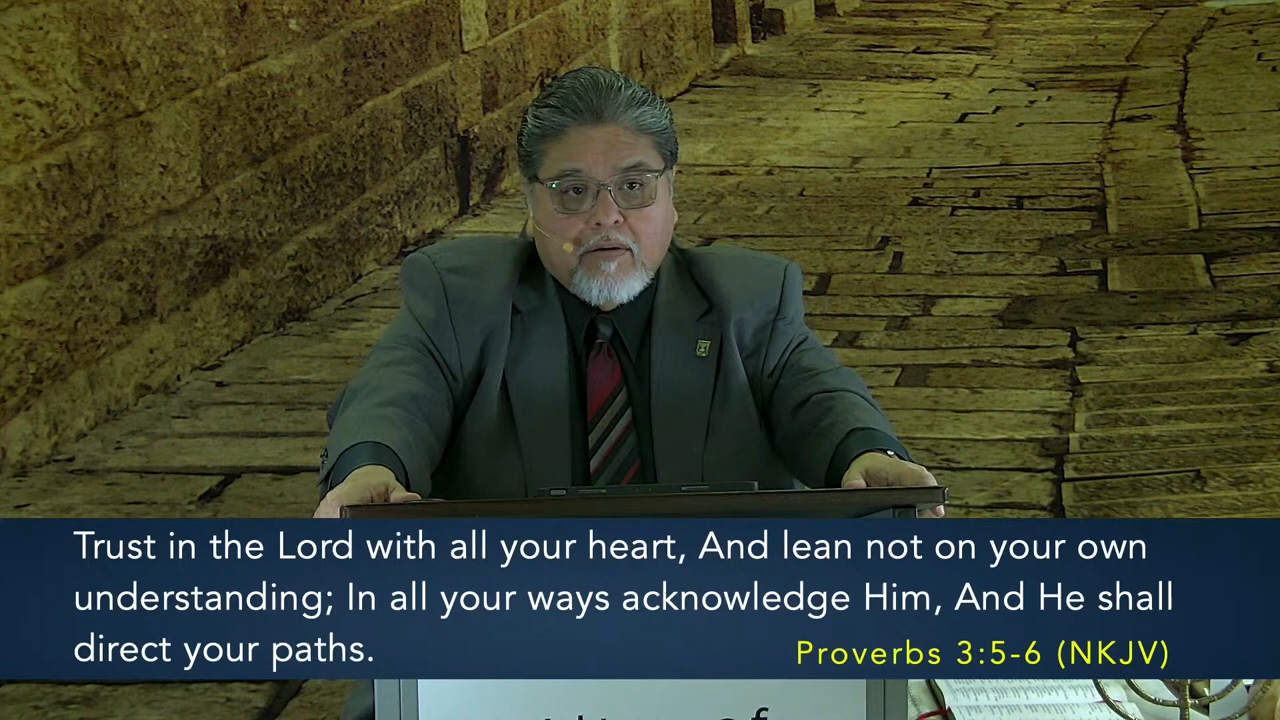 Trust in the Lord with all your heart, And lean not on your own
understanding; In all your ways acknowledge Him, And He shall
direct your paths.
Proverbs 3:5-6 (NKJV)